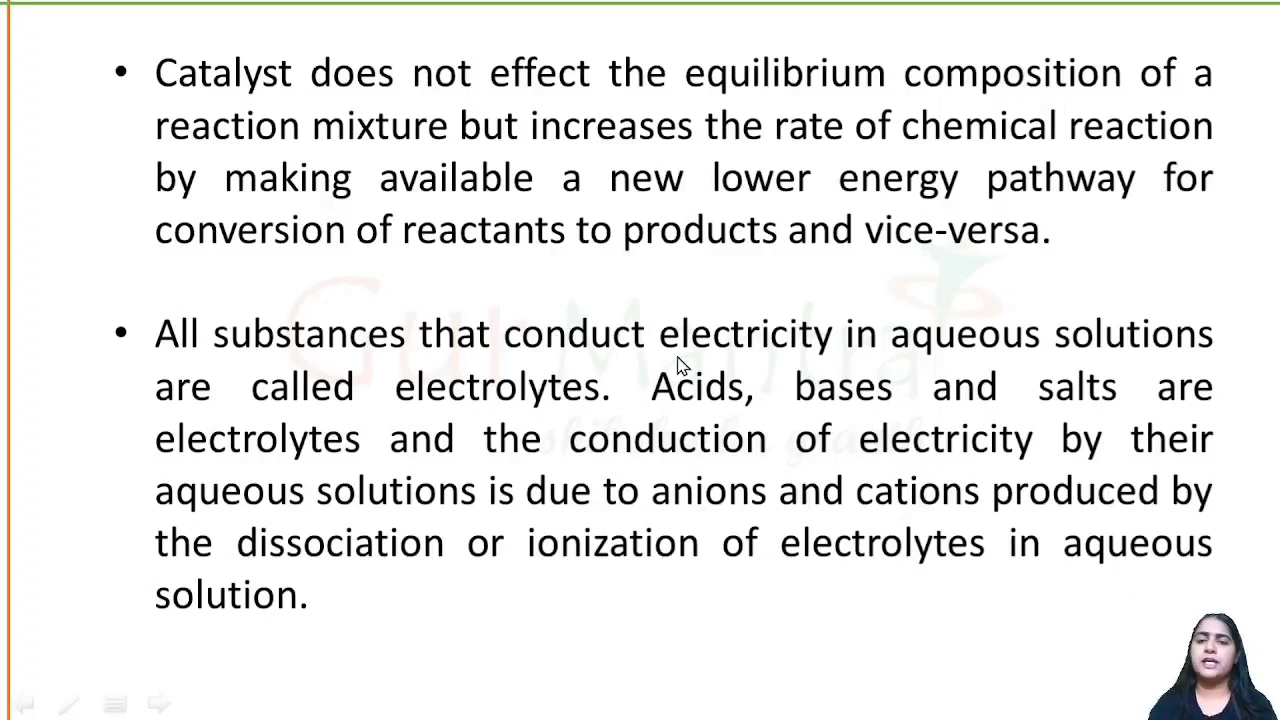 • Catalyst does not effect the equilibrium composition of a
reaction mixture but increases the rate of chemical reaction
by making available a new lower energy pathway for
conversion of reactants to products and vice-versa.
• All substances that conduct electricity in aqueous solutions
are called electrolytes. Acids, bases and salts are
electrolytes and the conduction of electricity by their
aqueous solutions is due to anions and cations produced by
the dissociation or ionization of electrolytes in aqueous
solution.
Gur Mantra